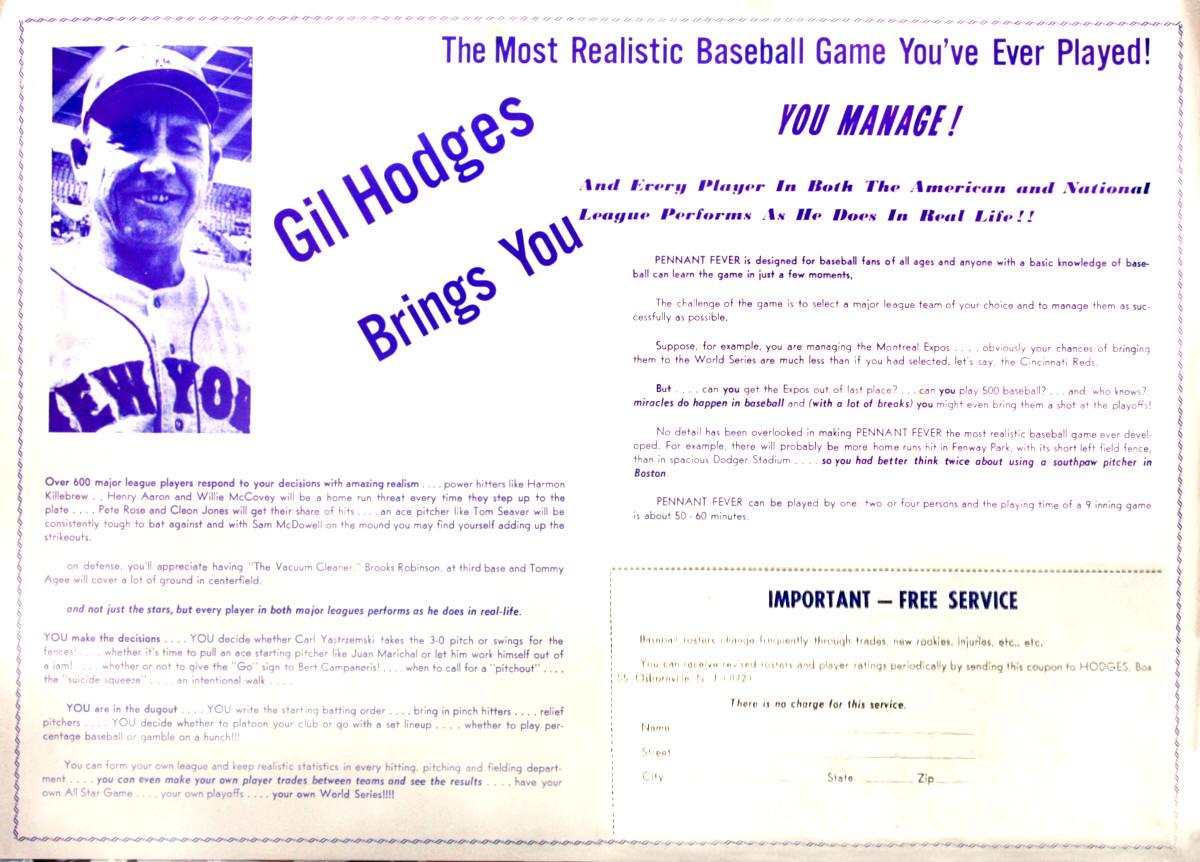 The Most Realistic Baseball Game You've Ever Played!
YOU MANAGE!
Gil Hodges
Brings You
And Every Player In Both The American and National
League Performs As He Does In Real Life!!
NEW YOR
PENNANT FEVER is designed for baseball fans of all ages and anyone with a basic knowledge of base-
ball can learn the game in just a few moments,
The challenge of the game is to select a major league team of your choice and to manage them as suc-
cessfully as possible.
Suppose, for example, you are managing the Montreal Expos . . . . obviously your chances of bringing
them to the World Series are much less than if you had selected, let's say, the Cincinnati Reds.
But . . . . can you get the Expos out of last place? . . . can you play 500 baseball? . . . and, who knows?,
miracles do happen in baseball and (with a lot of breaks) you might even bring them a shot at the playoffs!
No detail has been overlooked in making PENNANT FEVER the most realistic baseball game ever devel-
oped. For example, there will probably be more home runs hit in Fenway Park, with its short left field fence,
than in spacious Dodger Stadium . . . . so you had better think twice about using a southpaw pitcher in
Boston.
PENNANT FEVER can be played by one, two or four persons and the playing time of a 9 inning game
is about 50 - 60 minutes.
Over 600 major league players respond to your decisions with amazing realism . . . . power hitters like Harmon
Killebrew . . Henry Aaron and Willie McCovey will be a home run threat every time they step up to the
plate . . . . Pete Rose and Cleon Jones will get their share of hits . . . . an ace pitcher like Tom Seaver will be
consistently tough to bat against and with Sam McDowell on the mound you may find yourself adding up the
strikeouts.
on defense, you'll appreciate having "The Vacuum Cleaner," Brooks Robinson, at third base and Tommy
Agee will cover a lot of ground in centerfield.
and not just the stars, but every player in both major leagues performs as he does in real-life.
YOU make the decisions . . . . YOU decide whether Carl Yastrzemski takes the 3-0 pitch or swings for the
fences! . . . . whether it's time to pull an ace starting pitcher like Juan Marichal or let him work himself out of
a jam! . . . . whether or not to give the "Go" sign to Bert Campaneris! . . . . when to call for a "pitchout" . . . .
the "suicide squeeze" . . . . an intentional walk . . . .
YOU are in the dugout . . . . YOU write the starting batting order . . . . bring in pinch hitters . . . . relief
pitchers . . . . YOU decide whether to platoon your club or go with a set lineup . . . . whether to play per-
centage baseball or gamble on a hunch!!!
You can form your own league and keep realistic statistics in every hitting, pitching and fielding depart-
ment . . . . you can even make your own player trades between teams and see the results . . . . have your
own All Star Game . . . . your own playoffs . . . . your own World Series!!!!
IMPORTANT — FREE SERVICE
Baseball rosters change frequently through trades, new rookies, injuries, etc., etc.
You can receive revised rosters and player ratings periodically by sending this coupon to HODGES, Box
55, Osbornville, N. J.
There is no charge for this service.
Name
Street
City State Zip